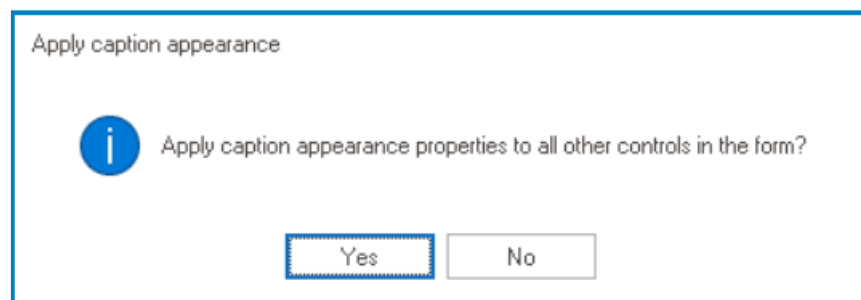 Apply caption appearance
i
Apply caption appearance properties to all other controls in the form?
Yes No